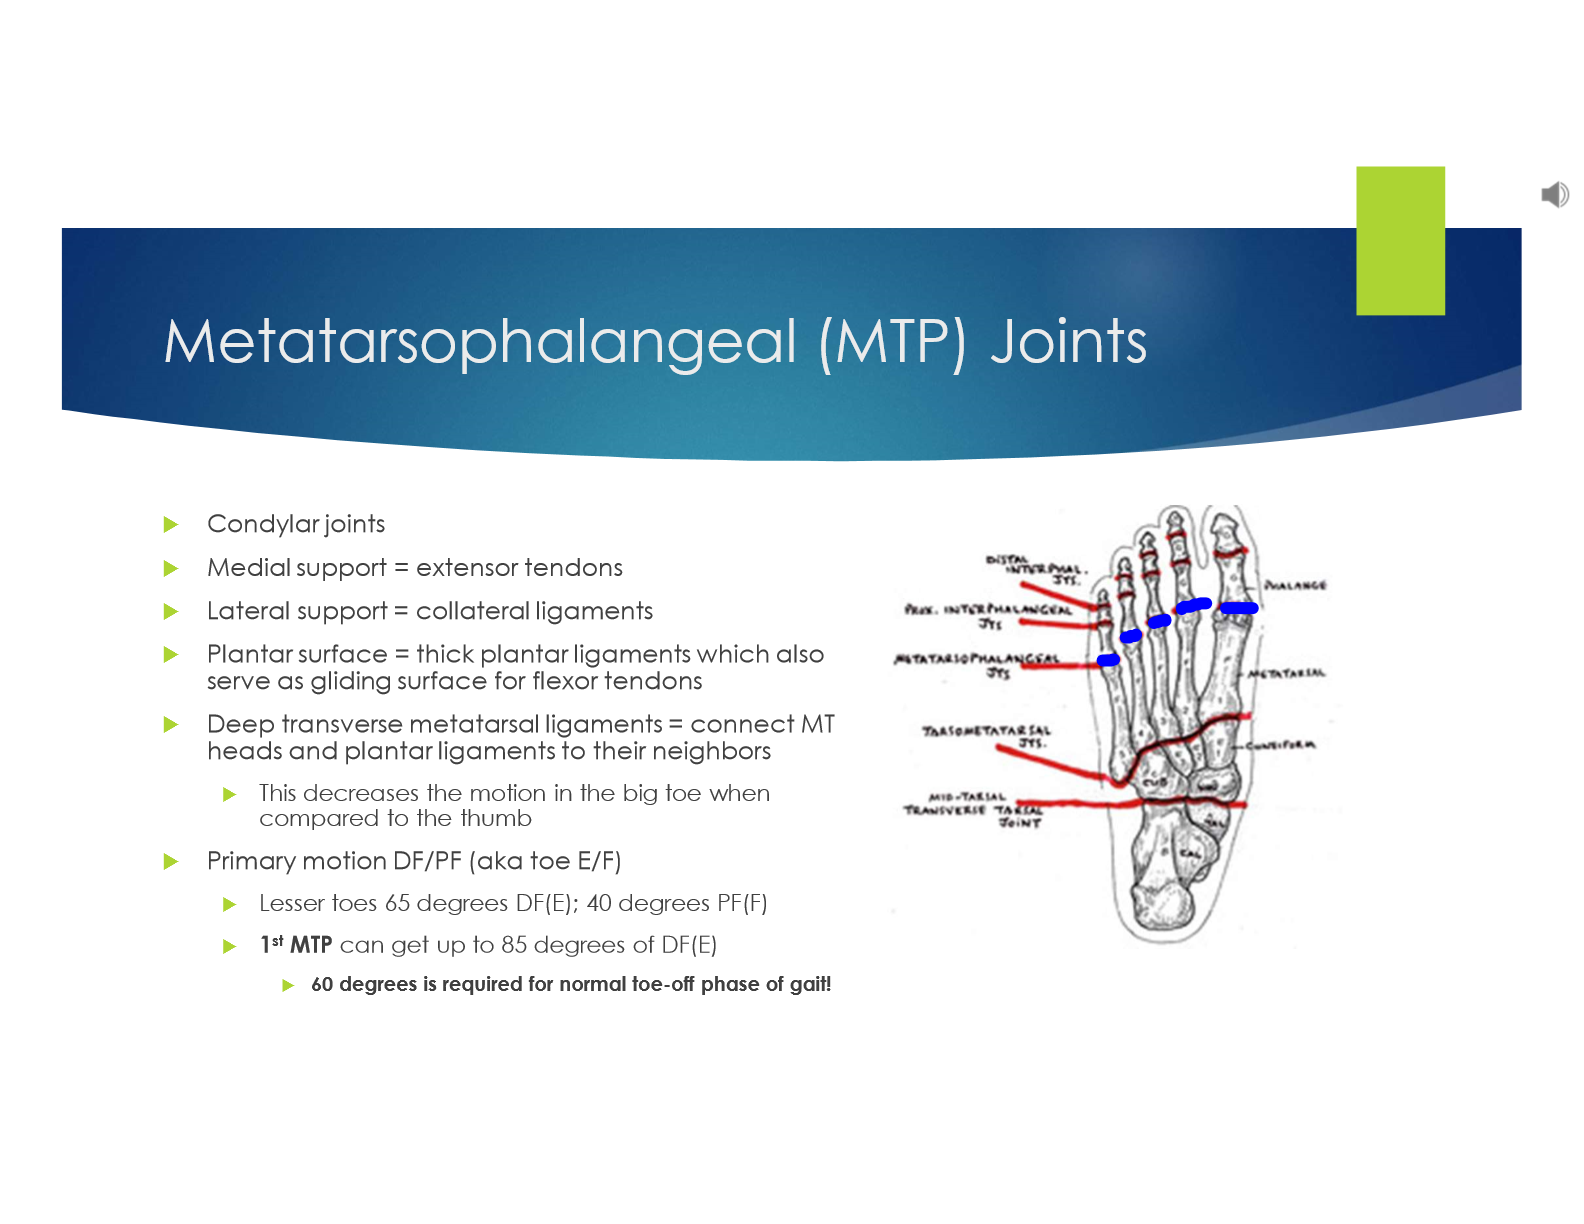 Metatarsophalangeal (MTP) Joints
Condylar joints
Medial support = extensor tendons
Lateral support = collateral ligaments
Plantar surface = thick plantar ligaments which also
serve as gliding surface for flexor tendons
Deep transverse metatarsal ligaments = connect MT
heads and plantar ligaments to their neighbors
This decreases the motion in the big toe when
compared to the thumb
Primary motion DF/PF (aka toe E/F)
Lesser toes 65 degrees DF(E); 40 degrees PF(F)
1st MTP can get up to 85 degrees of DF(E)
60 degrees is required for normal toe-off phase of gait!
DISTAL
INTERPHAL.
JTS.
PROX. INTERPHALANGEAL
JTS
METATARSOPHALANGEAL
JTS
TARSOMETATARSAL
JTS.
MID-TARSAL
TRANSVERSE TARSAL
JOINT
PHALANGE
METATARSAL
CUNEIFORM
CUB
CAL